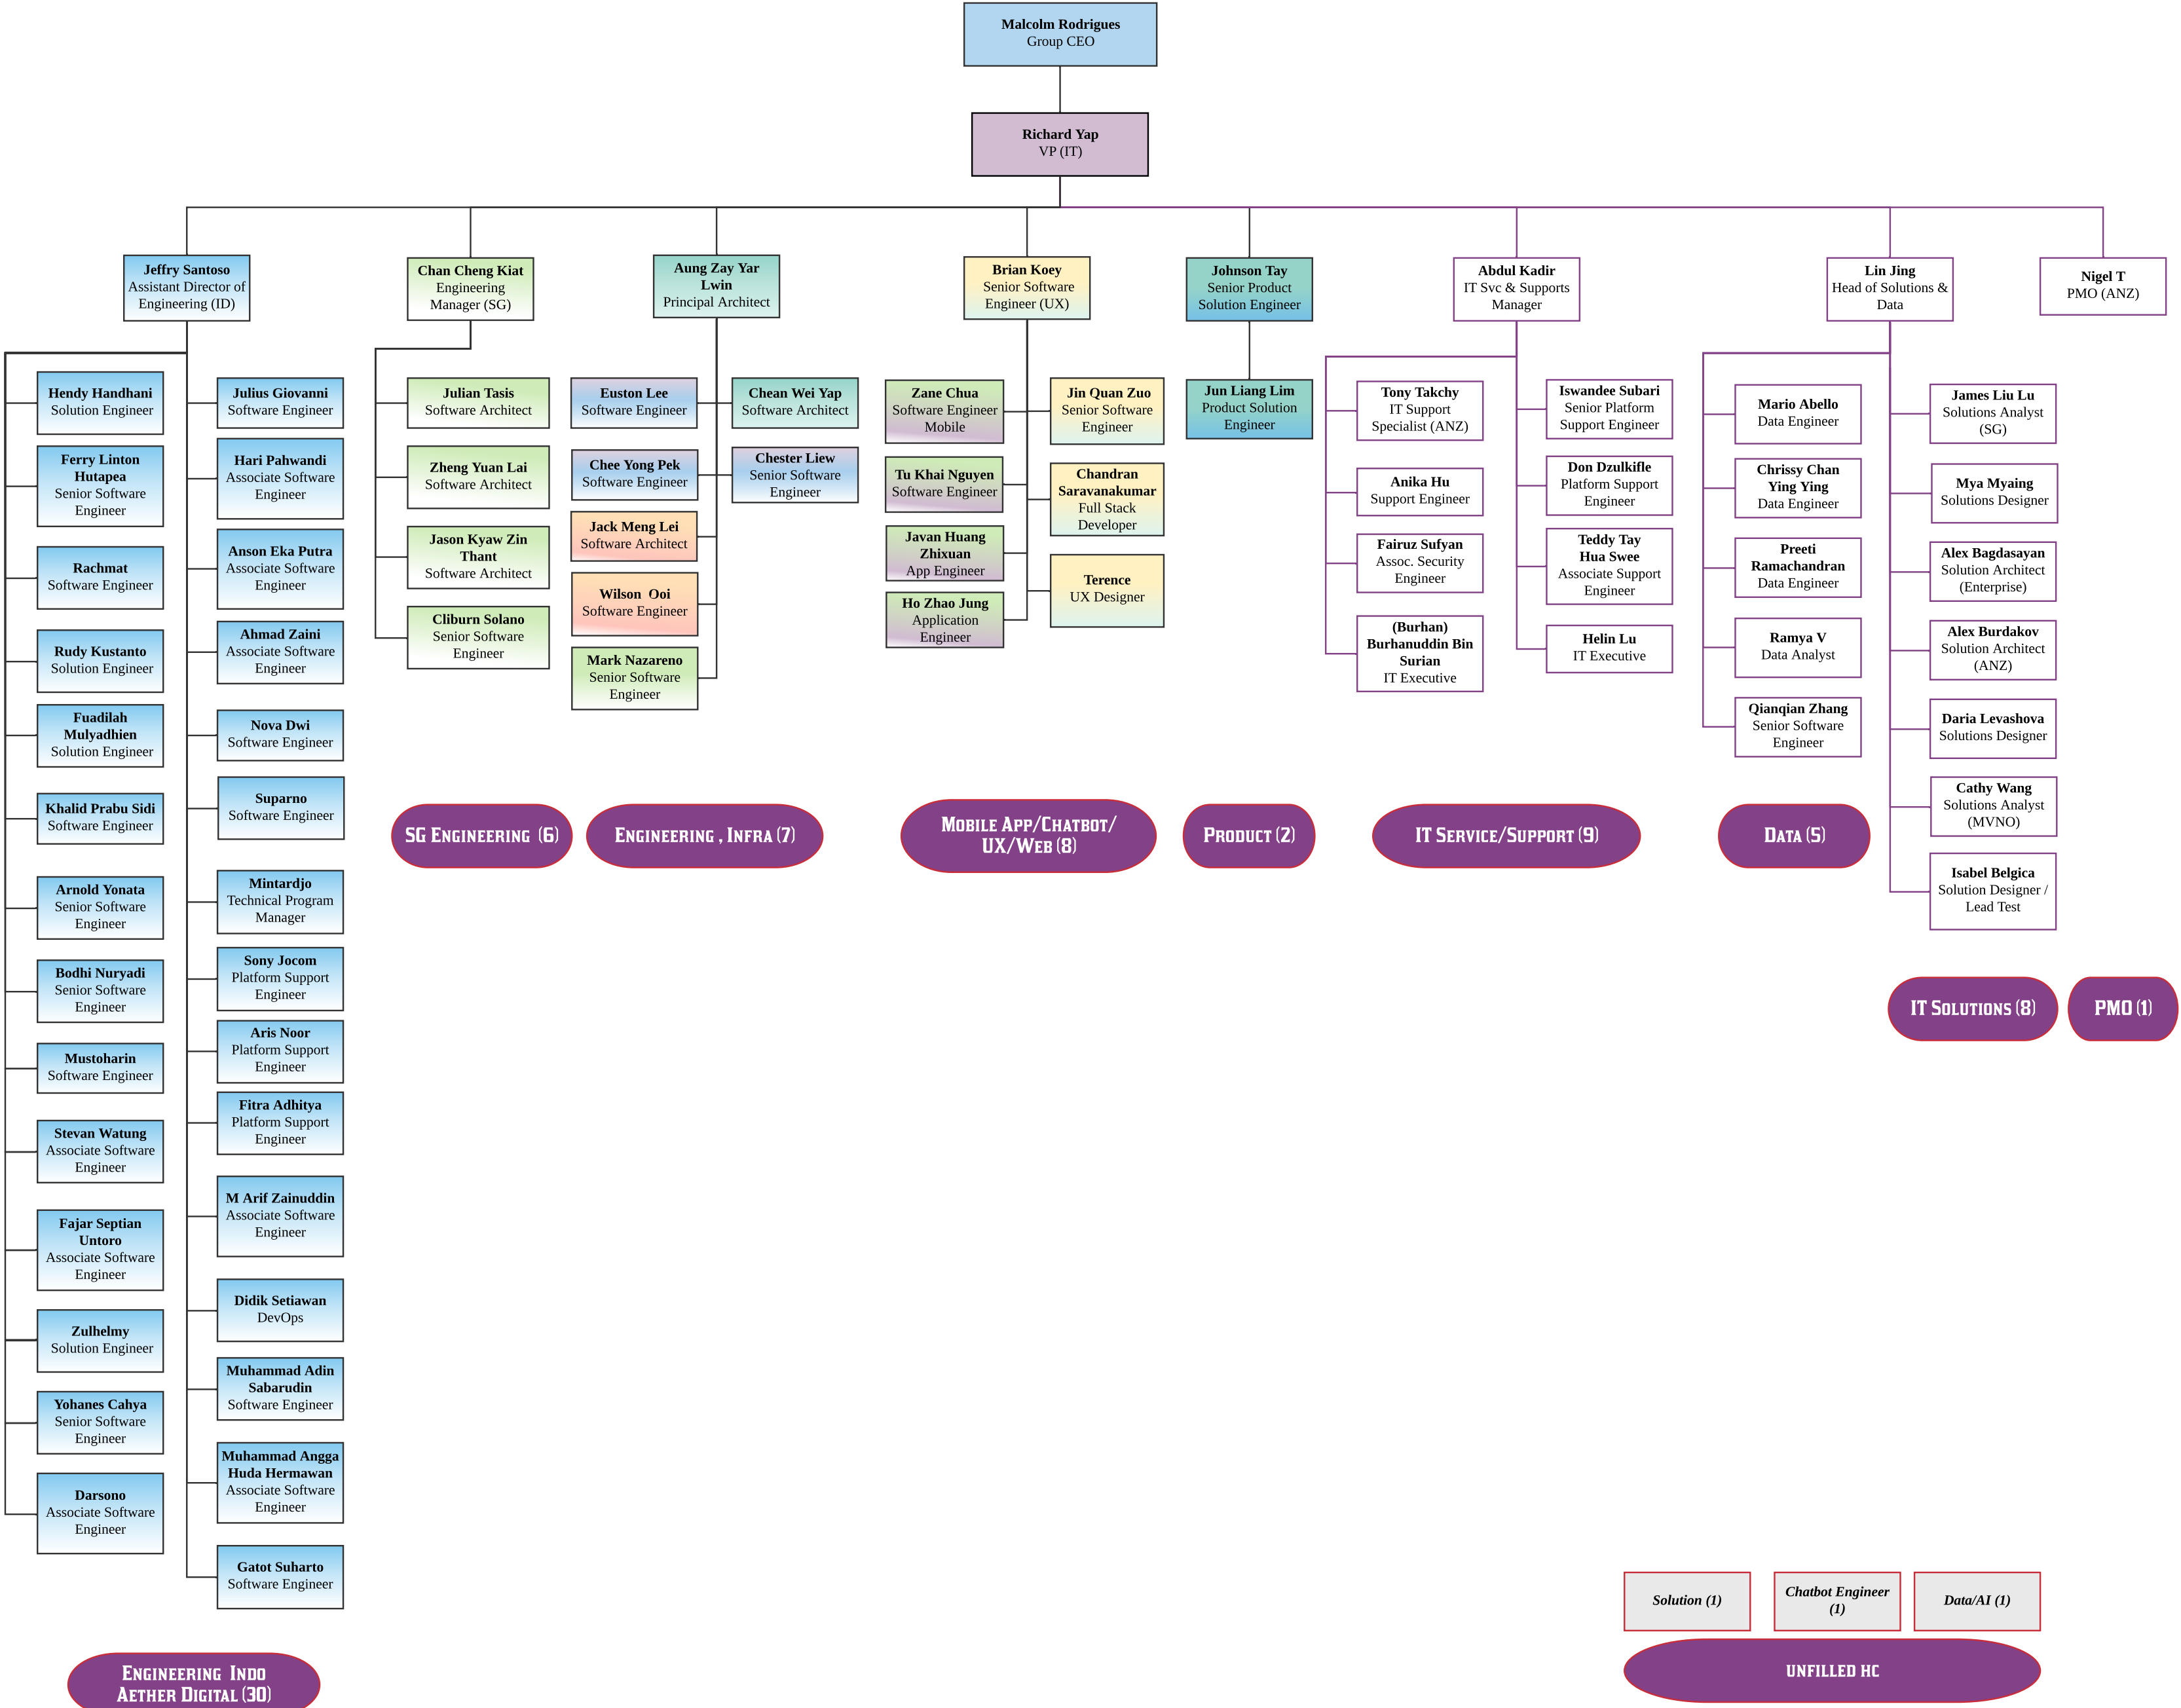 Malcolm Rodrigues
Group CEO
Richard Yap
VP (IT)
Jeffry Santoso
Assistant Director of
Engineering (ID)
Chan Cheng Kiat
Engineering
Manager (SG)
Aung Zay Yar
Lwin
Principal Architect
Brian Koey
Senior Software
Engineer (UX)
Johnson Tay
Senior Product
Solution Engineer
Abdul Kadir
IT Svc & Supports
Manager
Lin Jing
Head of Solutions &
Data
Nigel T
PMO (ANZ)
Hendy Handhani
Solution Engineer
Ferry Linton
Hutapea
Senior Software
Engineer
Rachmat
Software Engineer
Rudy Kustanto
Solution Engineer
Fuadilah
Mulyadhien
Solution Engineer
Khalid Prabu Sidi
Software Engineer
Arnold Yonata
Senior Software
Engineer
Bodhi Nuryadi
Senior Software
Engineer
Mustoharin
Software Engineer
Stevan Watung
Associate Software
Engineer
Fajar Septian
Untoro
Associate Software
Engineer
Zulhelmy
Solution Engineer
Yohanes Cahya
Senior Software
Engineer
Darsono
Associate Software
Engineer
Julius Giovanni
Software Engineer
Hari Pahwandi
Associate Software
Engineer
Anson Eka Putra
Associate Software
Engineer
Ahmad Zaini
Associate Software
Engineer
Nova Dwi
Software Engineer
Suparno
Software Engineer
Mintardjo
Technical Program
Manager
Sony Jocom
Platform Support
Engineer
Aris Noor
Platform Support
Engineer
Fitra Adhitya
Platform Support
Engineer
M Arif Zainuddin
Associate Software
Engineer
Didik Setiawan
DevOps
Muhammad Adin
Sabarudin
Software Engineer
Muhammad Angga
Huda Hermawan
Associate Software
Engineer
Gatot Suharto
Software Engineer
Engineering Indo
Aether Digital (30)
Julian Tasis
Software Architect
Zheng Yuan Lai
Software Architect
Jason Kyaw Zin
Thant
Software Architect
Cliburn Solano
Senior Software
Engineer
SG Engineering (6)
Euston Lee
Software Engineer
Chee Yong Pek
Software Engineer
Jack Meng Lei
Software Architect
Wilson Ooi
Software Engineer
Mark Nazareno
Senior Software
Engineer
Chean Wei Yap
Software Architect
Chester Liew
Senior Software
Engineer
Engineering , Infra (7)
Zane Chua
Software Engineer
Mobile
Tu Khai Nguyen
Software Engineer
Javan Huang
Zhixuan
App Engineer
Ho Zhao Jung
Application
Engineer
Jin Quan Zuo
Senior Software
Engineer
Chandran
Saravanakumar
Full Stack
Developer
Terence
UX Designer
Mobile App/Chatbot/
UX/Web (8)
Jun Liang Lim
Product Solution
Engineer
Product (2)
Tony Takchy
IT Support
Specialist (ANZ)
Anika Hu
Support Engineer
Fairuz Sufyan
Assoc. Security
Engineer
(Burhan)
Burhanuddin Bin
Surian
IT Executive
Iswandee Subari
Senior Platform
Support Engineer
Don Dzulkifle
Platform Support
Engineer
Teddy Tay
Hua Swee
Associate Support
Engineer
Helin Lu
IT Executive
IT Service/Support (9)
Mario Abello
Data Engineer
Chrissy Chan
Ying Ying
Data Engineer
Preeti
Ramachandran
Data Engineer
Ramya V
Data Analyst
Qianqian Zhang
Senior Software
Engineer
Data (5)
James Liu Lu
Solutions Analyst
(SG)
Mya Myaing
Solutions Designer
Alex Bagdasayan
Solution Architect
(Enterprise)
Alex Burdakov
Solution Architect
(ANZ)
Daria Levashova
Solutions Designer
Cathy Wang
Solutions Analyst
(MVNO)
Isabel Belgica
Solution Designer /
Lead Test
IT Solutions (8)
PMO (1)
Solution (1)
Chatbot Engineer
(1)
Data/AI (1)
UNFILLED HC